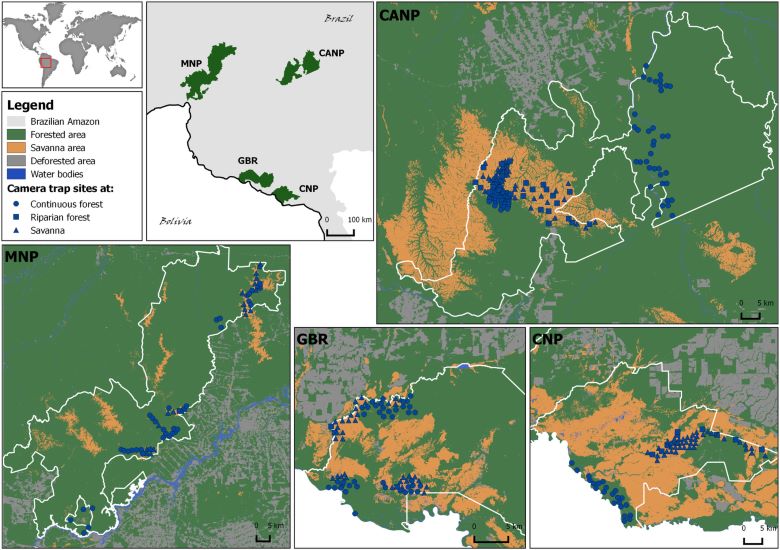 Legend
Brazilian Amazon
Forested area
Savanna area
Deforested area
Water bodies
Camera trap sites at:
Continuous forest
Riparian forest
Savanna
Brazil
MNP
CANP
GBR
CNP
Bolivia
0 100 km
CANP
0 5 km
MNP
0 5 km
GBR
0 5 km
CNP
0 5 km